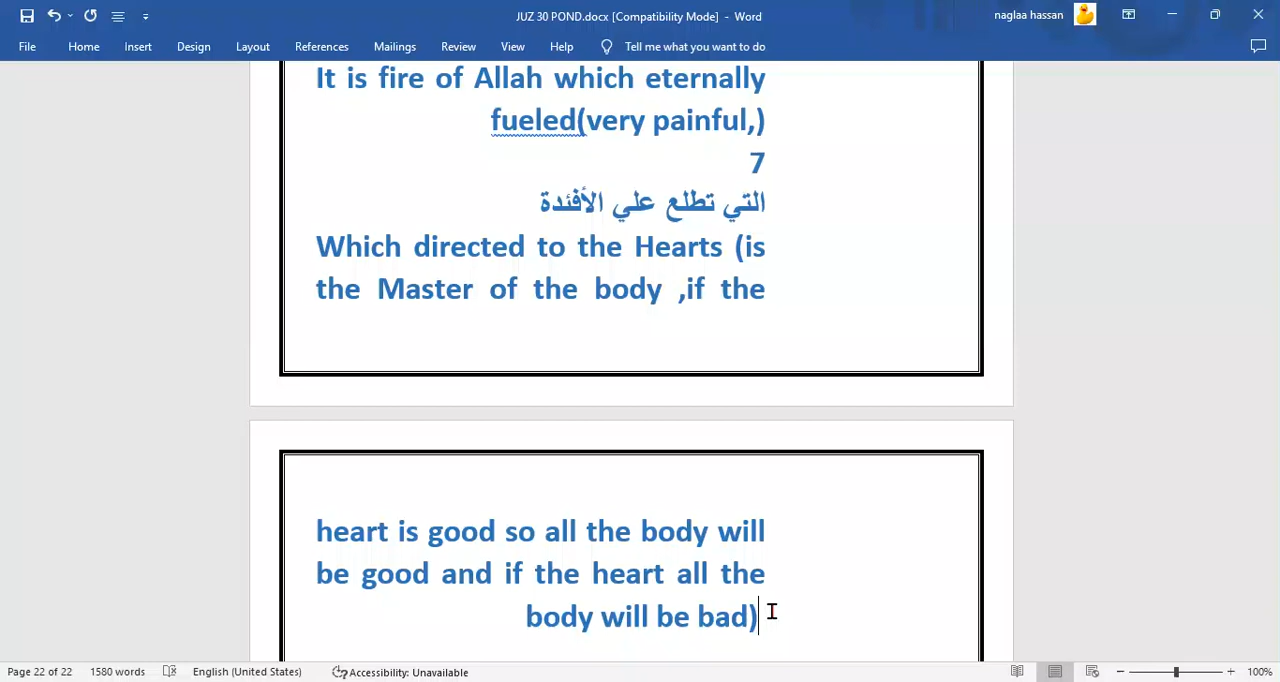 JUZ 30 POND.docx [Compatibility Mode] - Word
naglaa hassan
File Home Insert Design Layout References Mailings Review View Help Tell me what you want to do
It is fire of Allah which eternally
fueled(very painful,)
7
التي تطلع علي الأفئدة
Which directed to the Hearts (is
the Master of the body ,if the
heart is good so all the body will
be good and if the heart all the
body will be bad)
Page 22 of 22 1580 words English (United States) Accessibility: Unavailable 100%